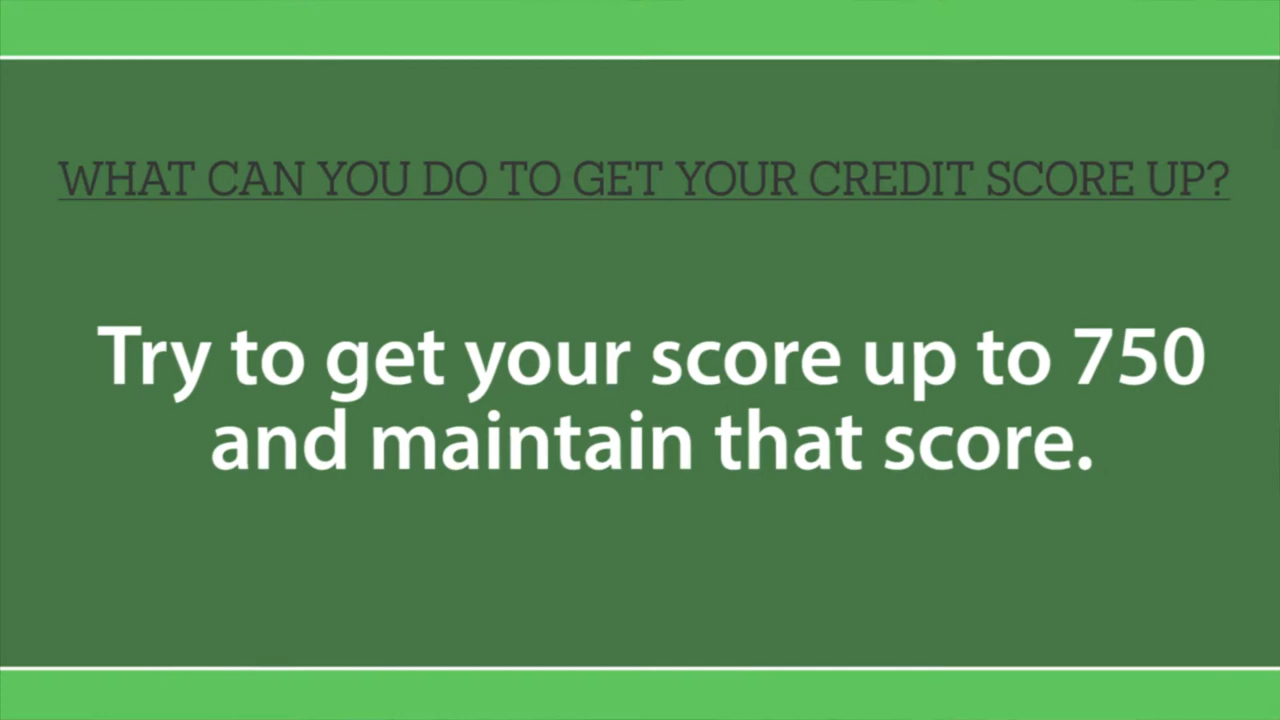 WHAT CAN YOU DO TO GET YOUR CREDIT SCORE UP?
Try to get your score up to 750
and maintain that score.